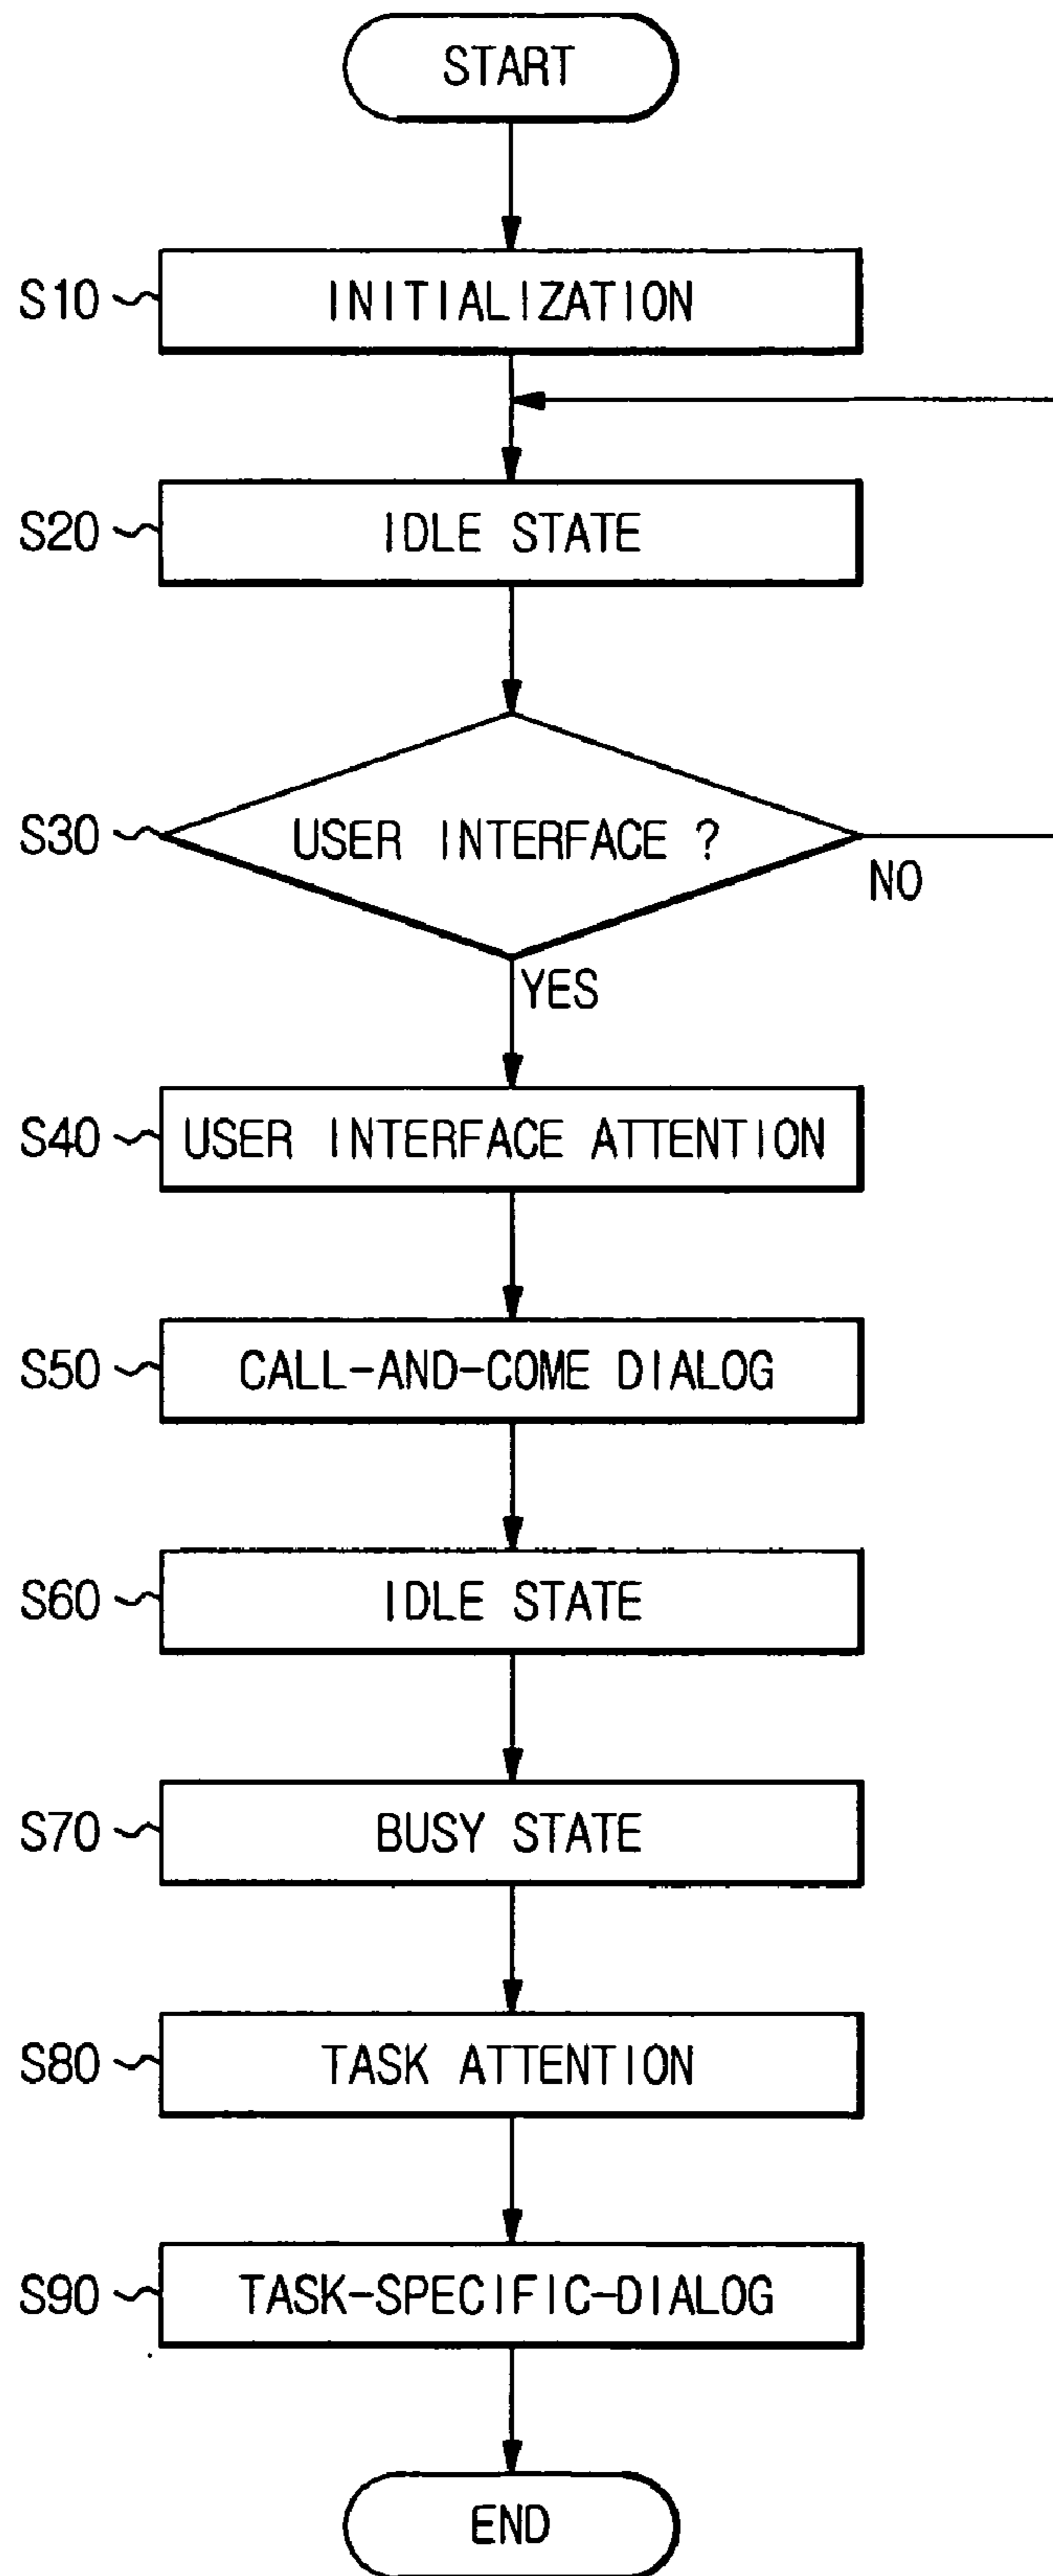 START
S10 INITIALIZATION
S20 IDLE STATE
S30 USER INTERFACE ?
NO
YES
S40 USER INTERFACE ATTENTION
S50 CALL-AND-COME DIALOG
S60 IDLE STATE
S70 BUSY STATE
S80 TASK ATTENTION
S90 TASK-SPECIFIC-DIALOG
END